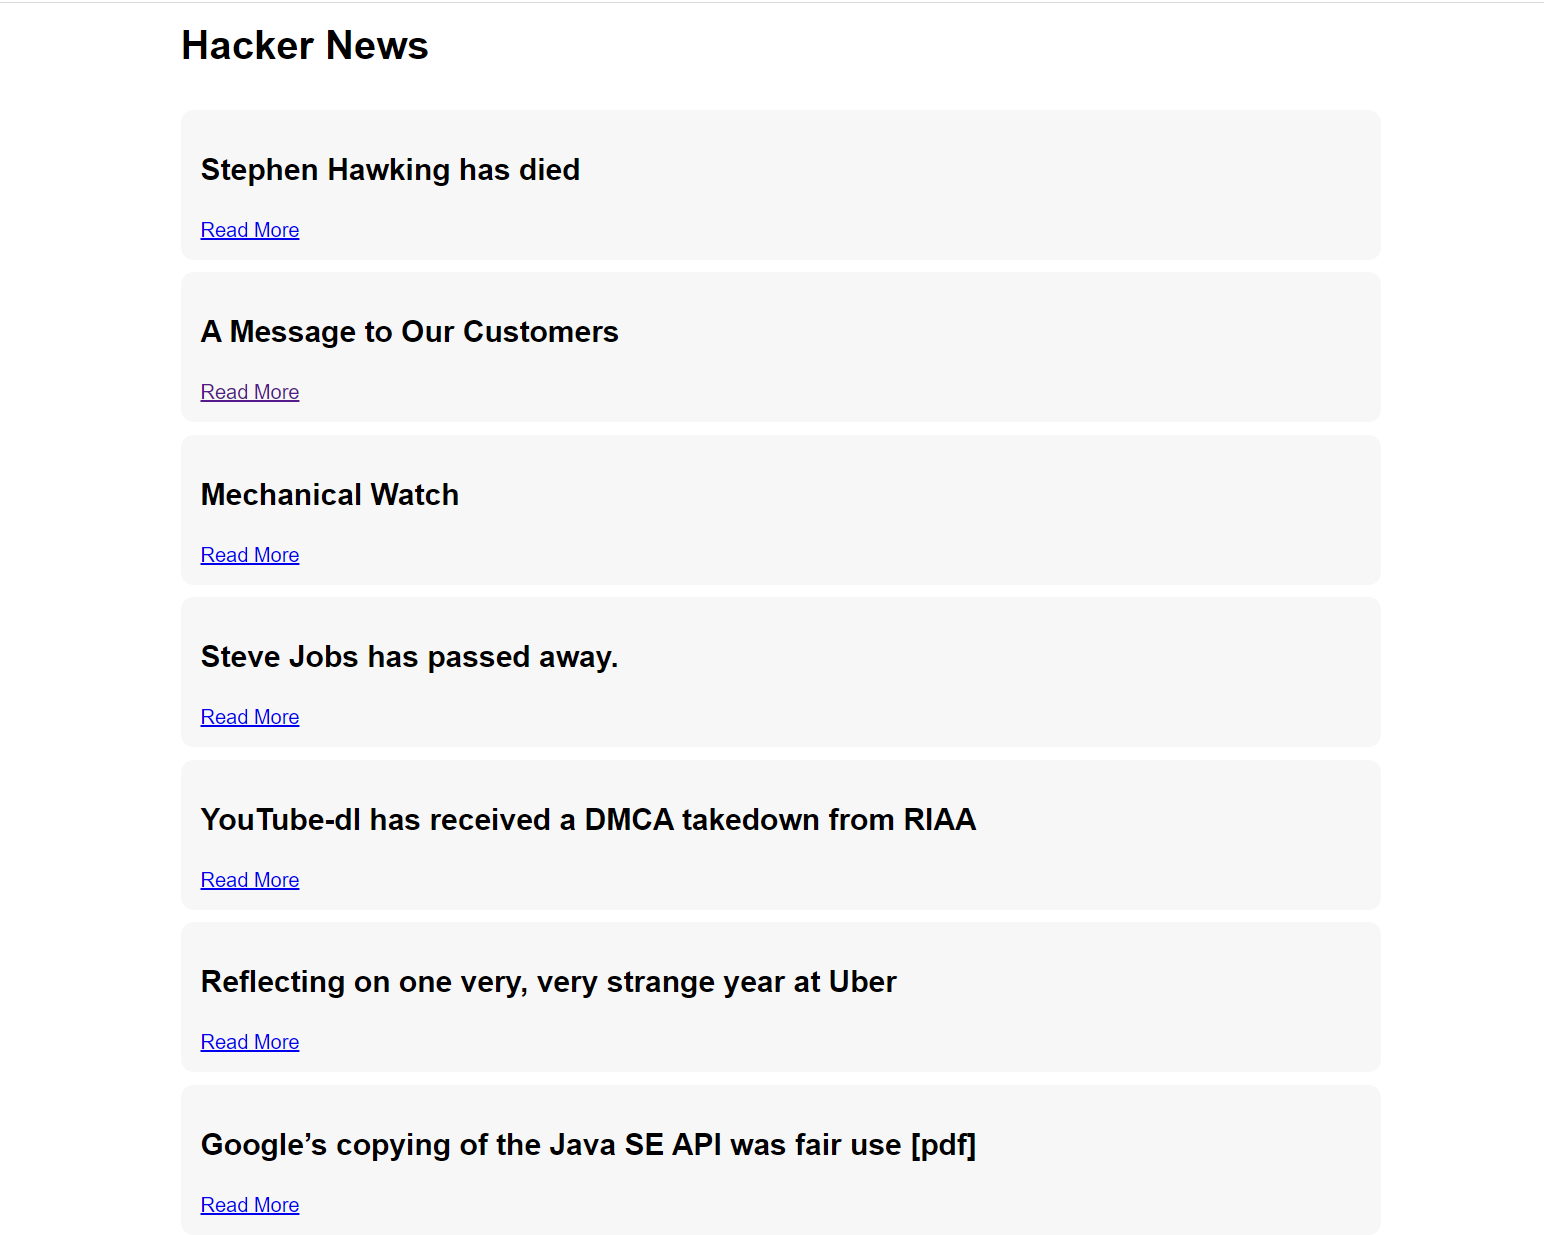 Hacker News
Stephen Hawking has died
Read More
A Message to Our Customers
Read More
Mechanical Watch
Read More
Steve Jobs has passed away.
Read More
YouTube-dl has received a DMCA takedown from RIAA
Read More
Reflecting on one very, very strange year at Uber
Read More
Google’s copying of the Java SE API was fair use [pdf]
Read More